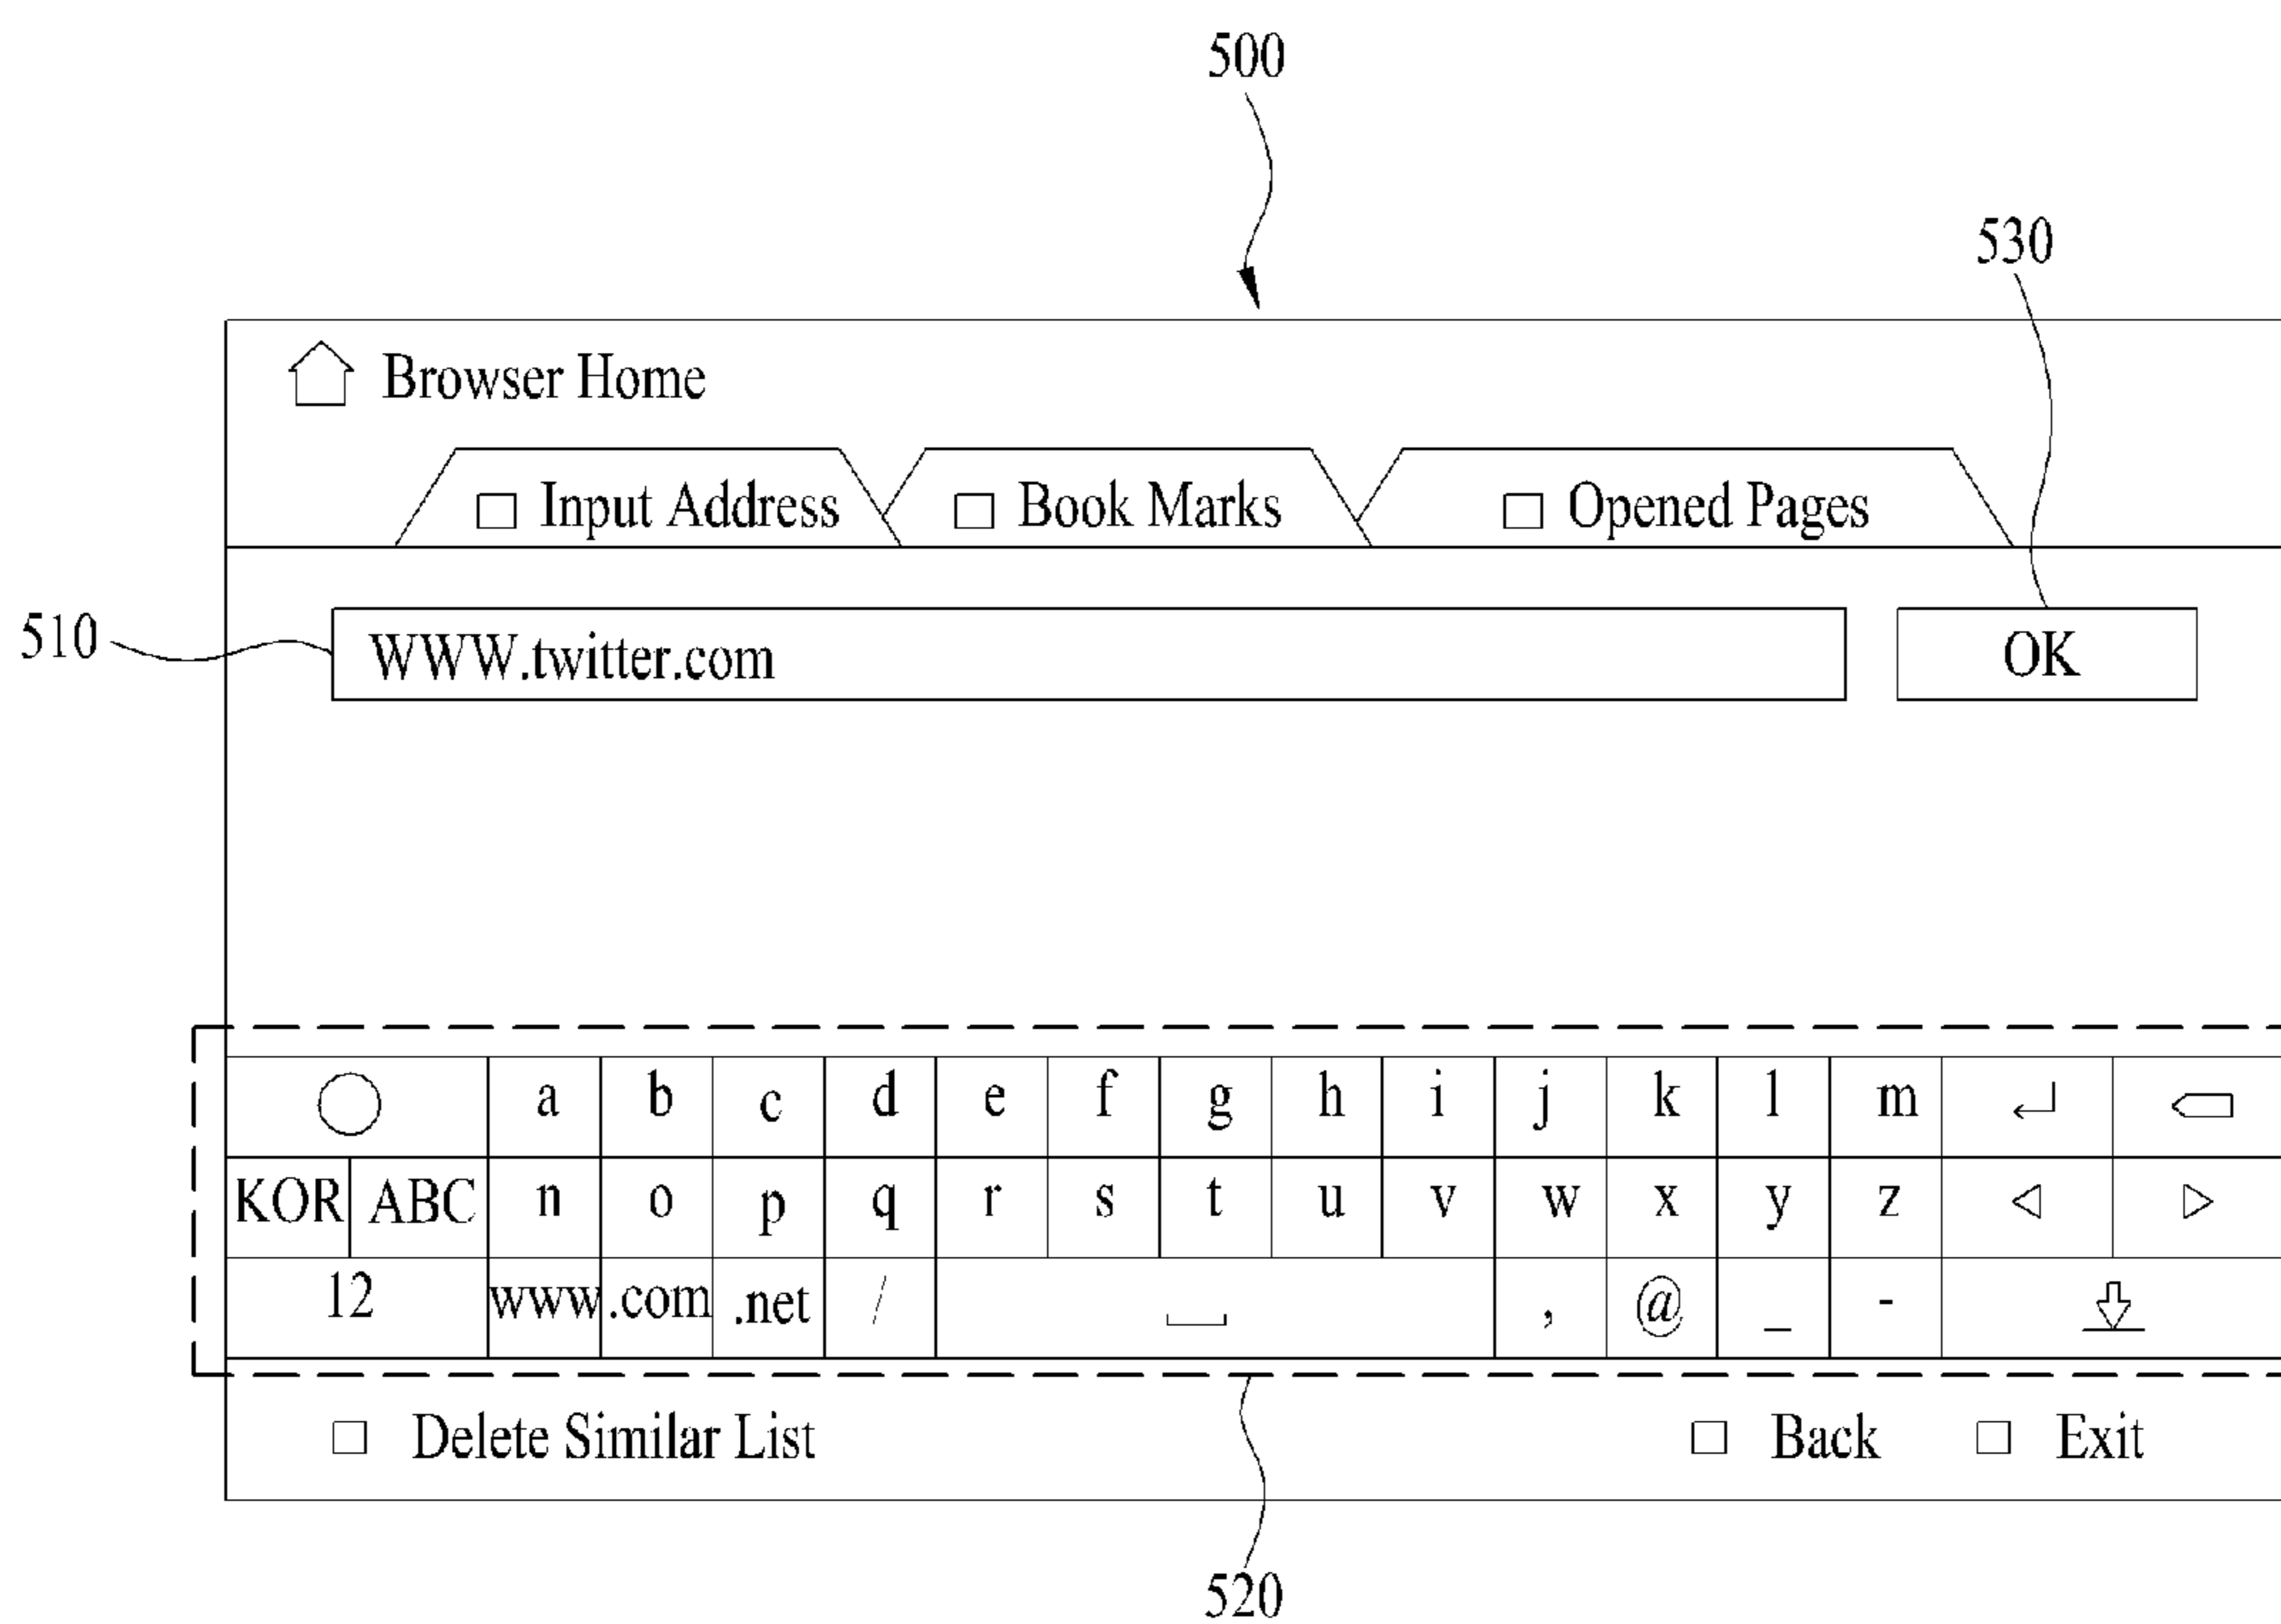 500
530
Browser Home
Input Address Book Marks Opened Pages
510 WWW.twitter.com OK
a b c d e f g h i j k l m
KOR ABC n o p q r s t u v w x y z
12 www .com .net / , @ _ -
Delete Similar List Back Exit
520